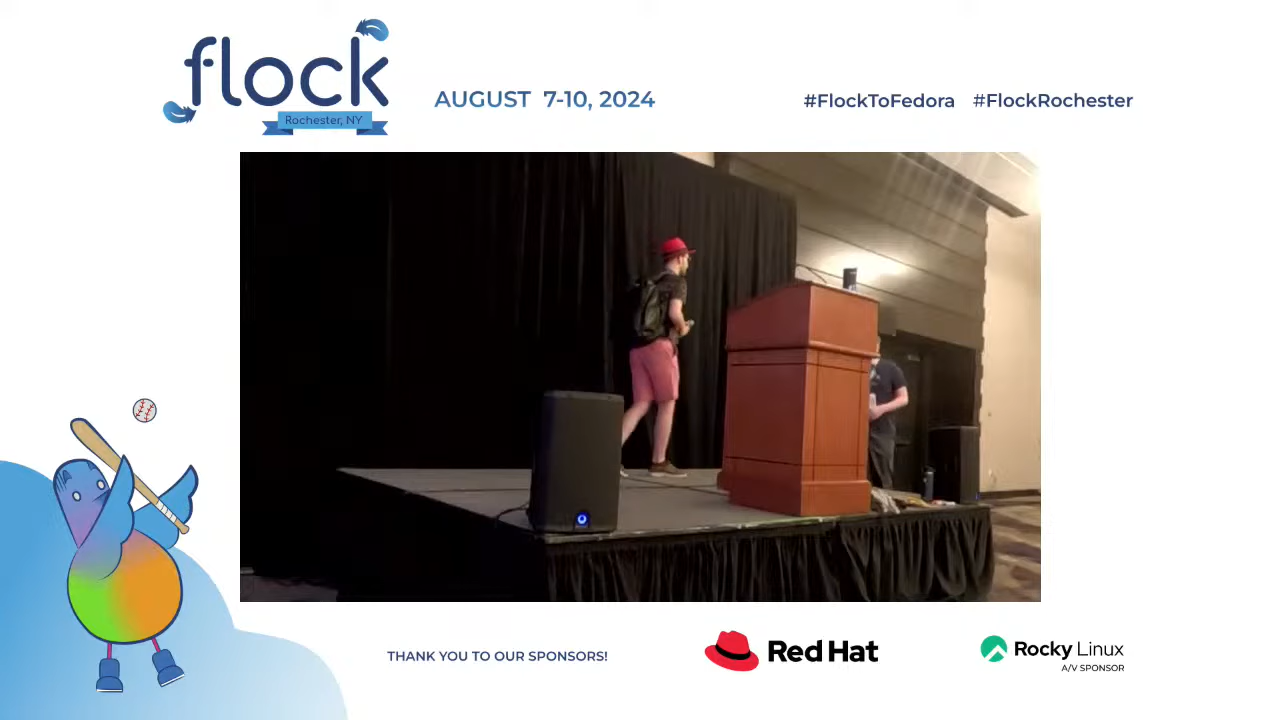 flock
Rochester, NY
AUGUST 7-10, 2024
#FlockToFedora #FlockRochester
THANK YOU TO OUR SPONSORS!
Red Hat
Rocky Linux
A/V SPONSOR